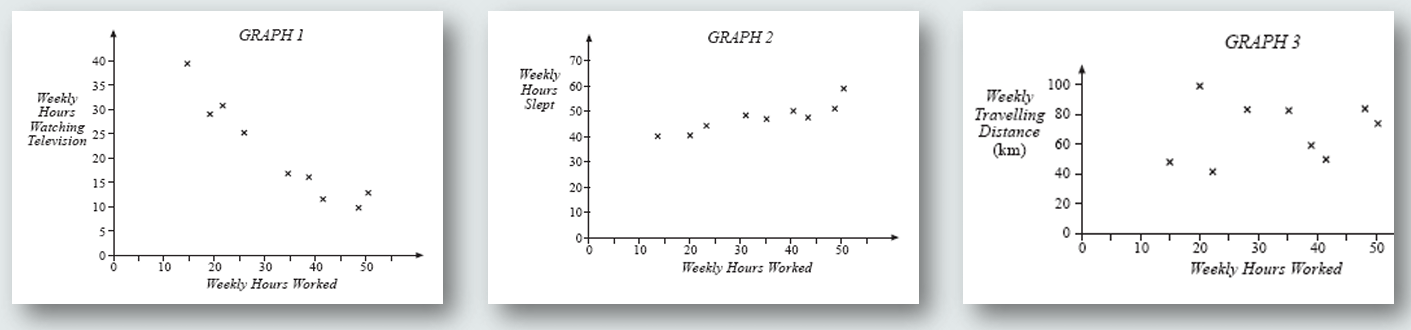 GRAPH 1
40
35
30
25
20
15
10
5
0
Weekly
Hours
Watching
Television
0 10 20 30 40 50
Weekly Hours Worked
GRAPH 2
70
60
50
40
30
20
10
0
Weekly
Hours
Slept
0 10 20 30 40 50
Weekly Hours Worked
GRAPH 3
100
80
60
40
20
0
Weekly
Travelling
Distance
(km)
0 10 20 30 40 50
Weekly Hours Worked